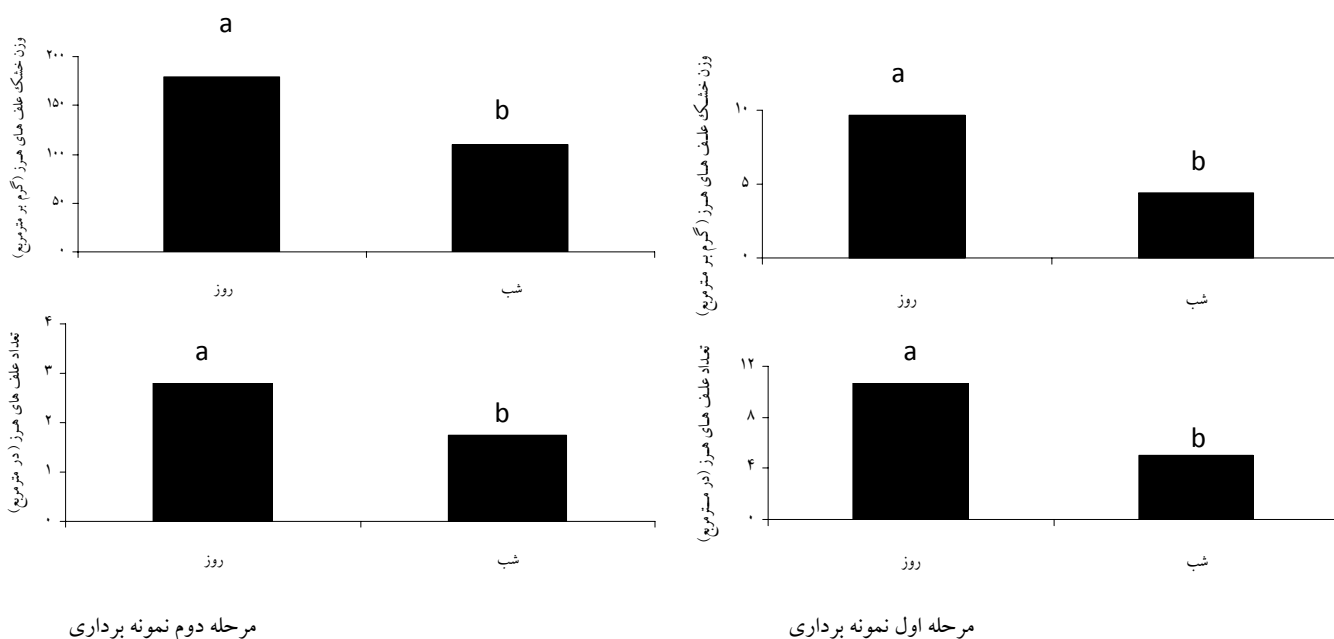 وزن خشک علف های هرز (گرم بر مترمربع)
a
b
۱۰
۵
۰
روز
شب
تعداد علف های هرز (در مترمربع)
a
b
۱۲
۸
۴
۰
روز
شب
مرحله اول نمونه برداری
وزن خشک علف های هرز (گرم بر مترمربع)
a
b
۲۰۰
۱۵۰
۱۰۰
۵۰
۰
روز
شب
تعداد علف های هرز (در مترمربع)
a
b
۴
۳
۲
۱
۰
روز
شب
مرحله دوم نمونه برداری